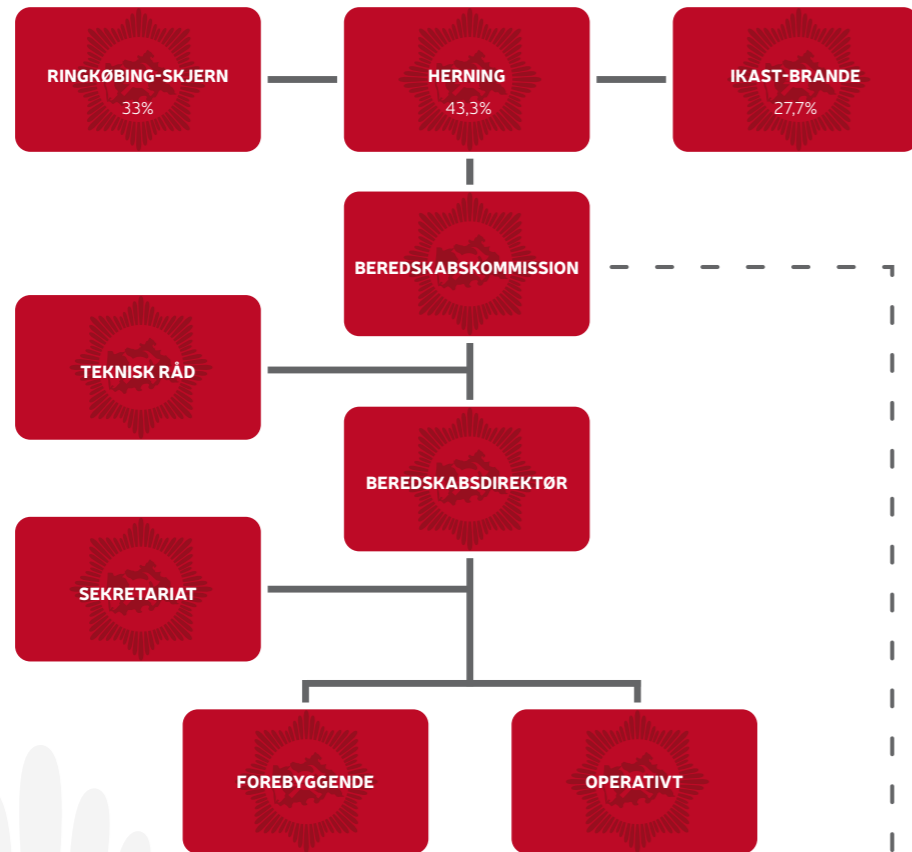 RINGKØBING-SKJERN
33%
HERNING
43,3%
IKAST-BRANDE
27,7%
BEREDSKABSKOMMISSION
TEKNISK RÅD
BEREDSKABSDIREKTØR
SEKRETARIAT
FOREBYGGENDE
OPERATIVT